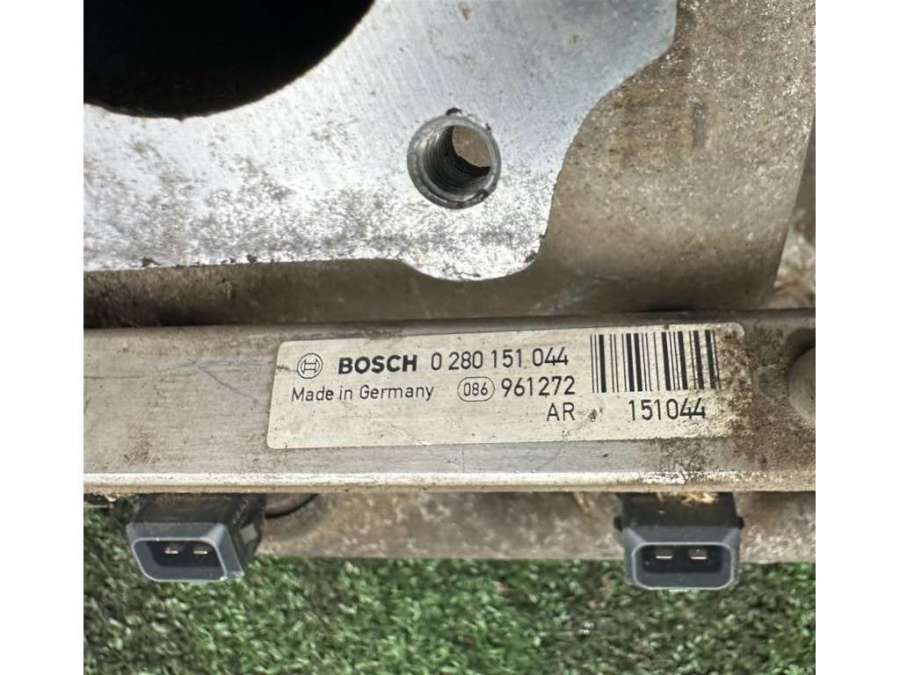 BOSCH 0 280 151 044
Made in Germany 086 961272
AR 151044